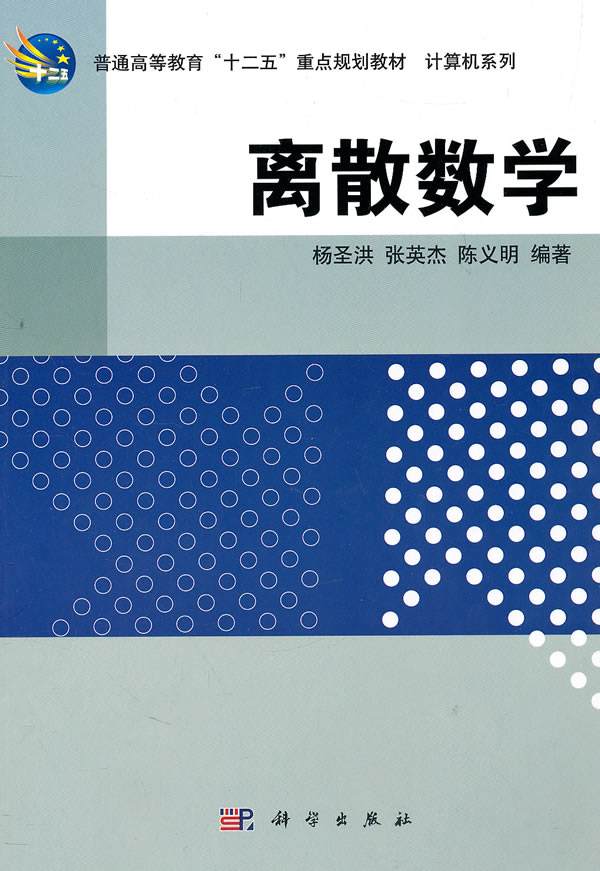 十二五
普通高等教育“十二五”重点规划教材 计算机系列
离散数学
杨圣洪 张英杰 陈义明 编著
SP 科学出版社